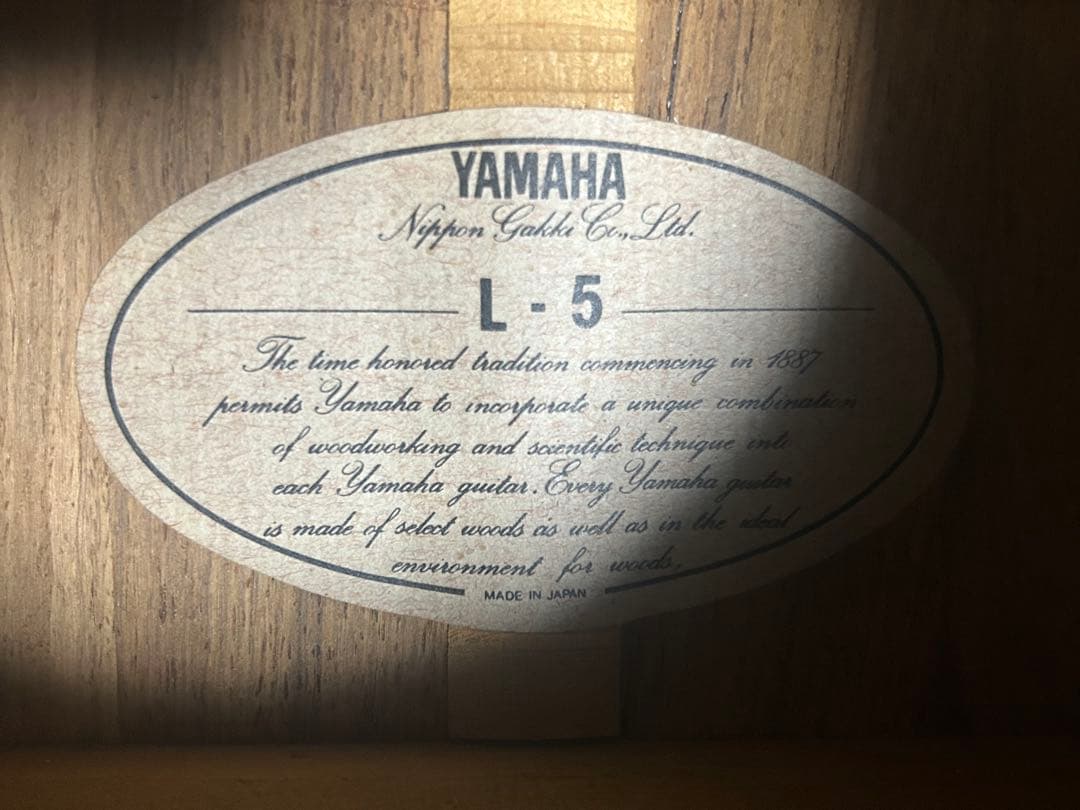 YAMAHA
Nippon Gakki Co., Ltd.
L - 5
The time honored tradition commencing in 1887
permits Yamaha to incorporate a unique combination
of woodworking and scientific technique into
each Yamaha guitar. Every Yamaha guitar
is made of select woods as well as in the ideal
environment for woods.
MADE IN JAPAN